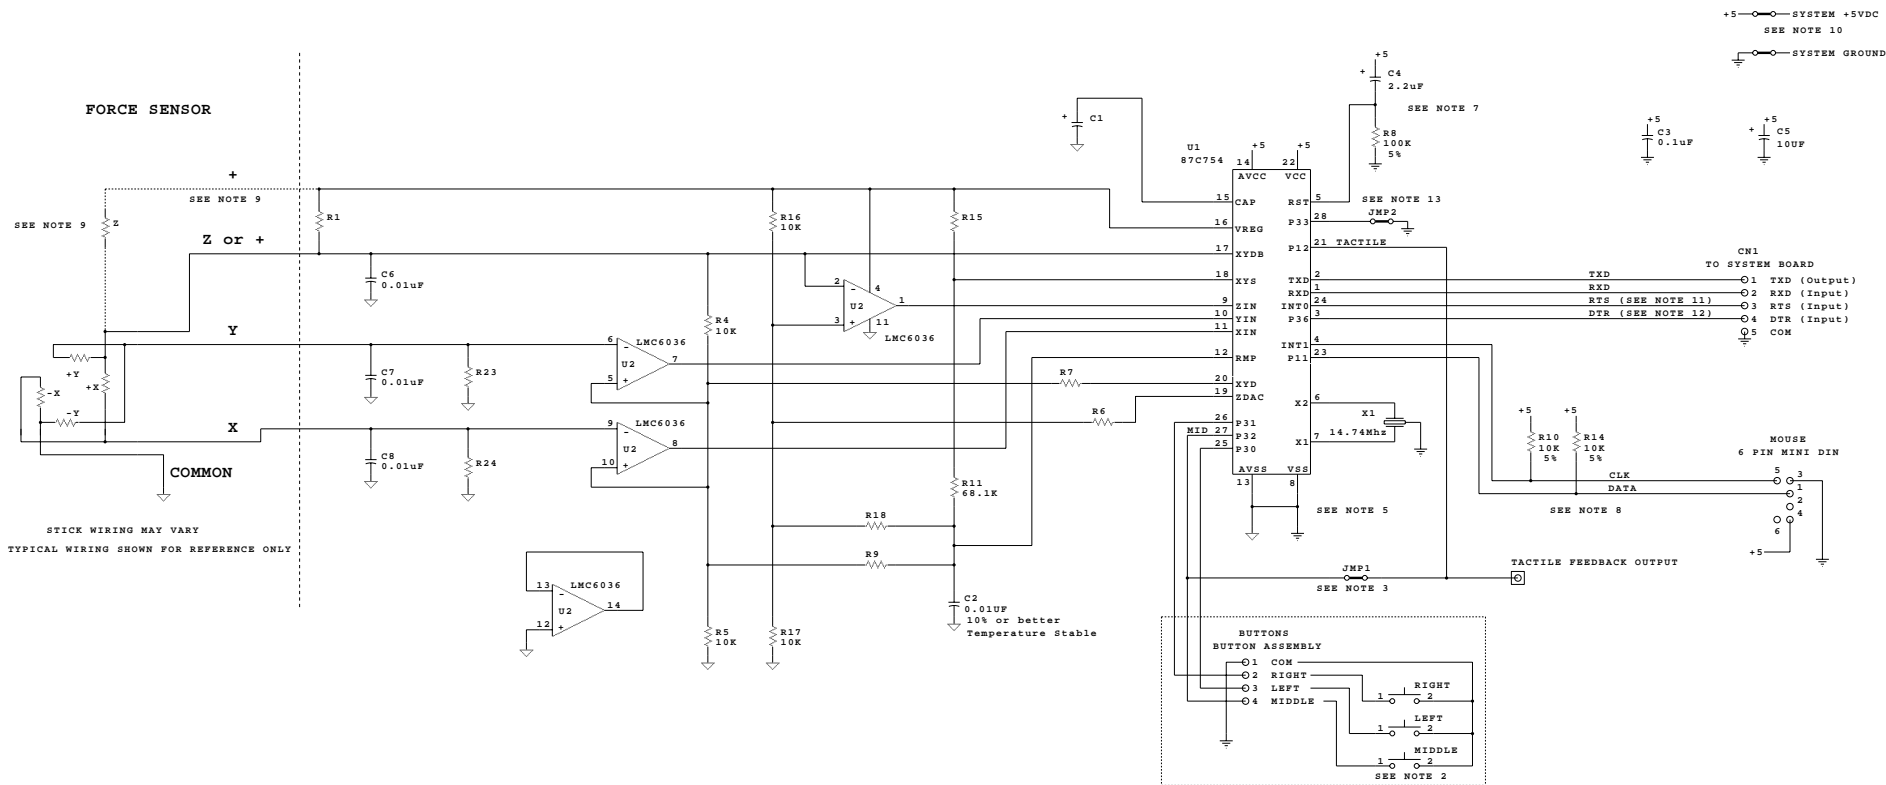 +5 SYSTEM +5VDC
SEE NOTE 10
SYSTEM GROUND
FORCE SENSOR
+
SEE NOTE 9
SEE NOTE 9
Z
Z or +
Y
+Y
+X
-X
-Y
X
COMMON
STICK WIRING MAY VARY
TYPICAL WIRING SHOWN FOR REFERENCE ONLY
R1
C6
0.01uF
C7
0.01uF
R23
C8
0.01uF
R24
6
5
7
- LMC6036
U2
+
9
10
8
- LMC6036
U2
+
13
12
14
- LMC6036
U2
+
R4
10K
R5
10K
R16
10K
R17
10K
2
3
4
11
1
-
U2
+
LMC6036
R15
R11
68.1K
R18
R9
C2
0.01UF
10% or better
Temperature Stable
R7
R6
+ C1
U1
87C754
+5
14
AVCC
+5
22
VCC
15 CAP
16 VREG
17 XYDB
18 XYS
9 ZIN
10 YIN
11 XIN
12 RMP
20 XYD
19 ZDAC
26 P31
MID 27 P32
25 P30
AVSS
13
VSS
8
RST 5
P33 28
P12 21 TACTILE
TXD 2
RXD 1
INT0 24
P36 3
INT1 4
P11 23
X2 6
X1 7
+5
+ C4
2.2uF
SEE NOTE 7
R8
100K
5%
SEE NOTE 13
JMP2
+5
C3
0.1uF
+5
+ C5
10UF
TXD
RXD
RTS (SEE NOTE 11)
DTR (SEE NOTE 12)
CN1
TO SYSTEM BOARD
1 TXD (Output)
2 RXD (Input)
3 RTS (Input)
4 DTR (Input)
5 COM
X1
14.74Mhz
+5
R10
10K
5%
+5
R14
10K
5%
CLK
DATA
SEE NOTE 8
MOUSE
6 PIN MINI DIN
5 3
1
2
4
6
+5
SEE NOTE 5
TACTILE FEEDBACK OUTPUT
JMP1
SEE NOTE 3
BUTTONS
BUTTON ASSEMBLY
1 COM
2 RIGHT
3 LEFT
4 MIDDLE
RIGHT
1 2
LEFT
1 2
MIDDLE
1 2
SEE NOTE 2